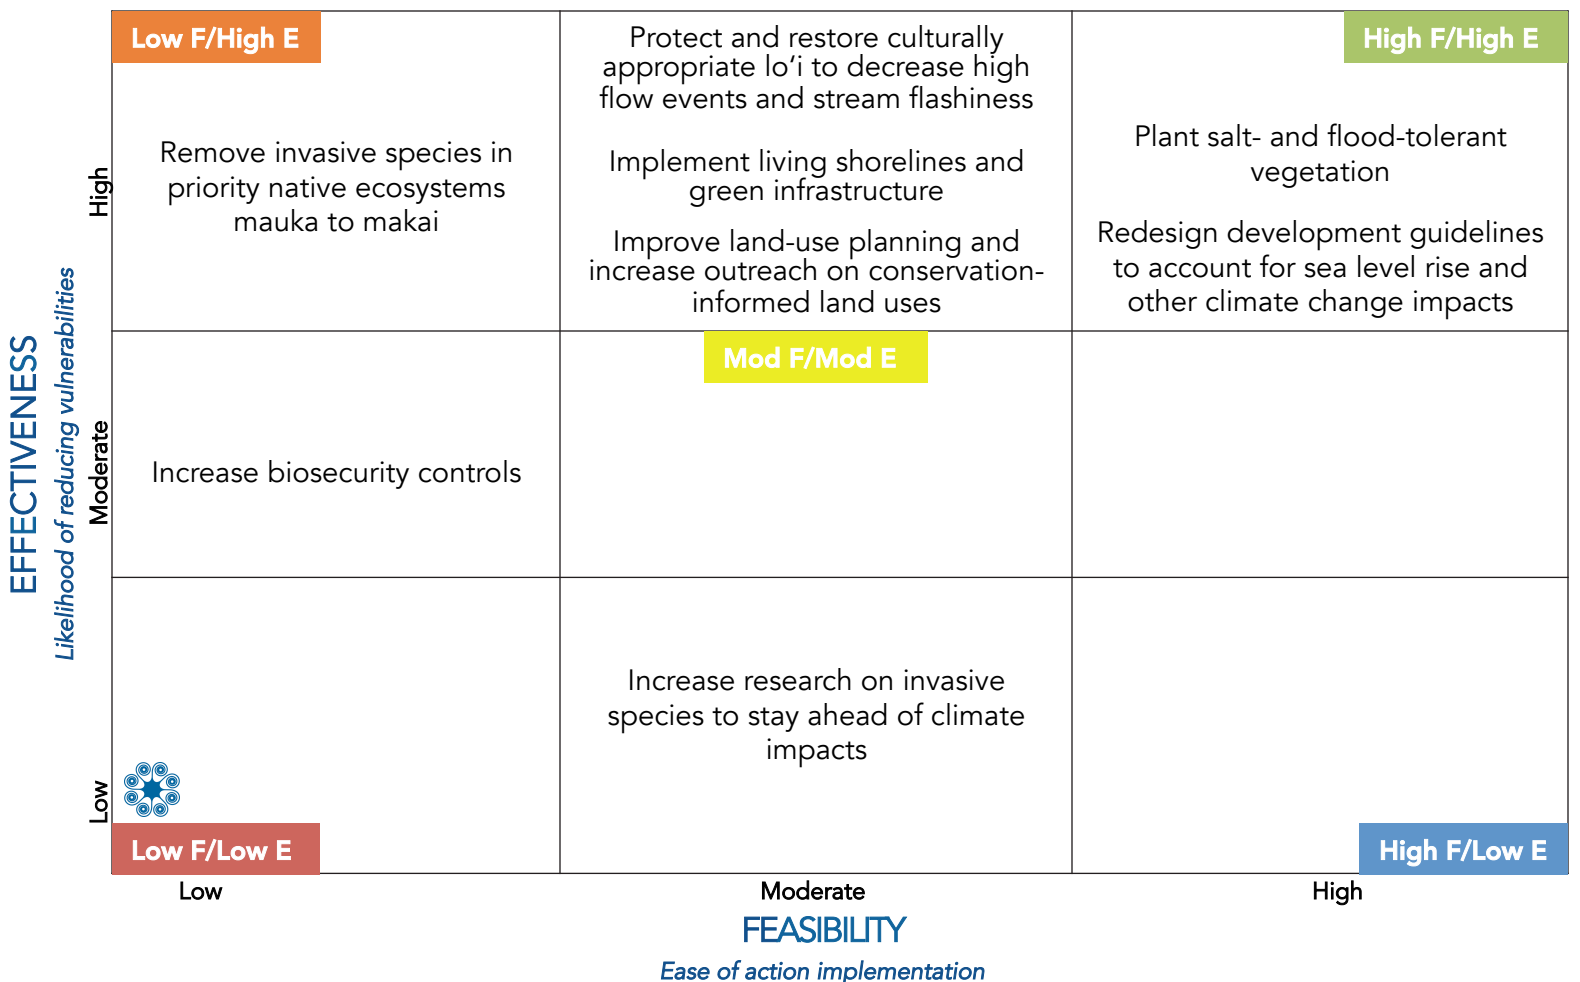 Low F/High E
Protect and restore culturally
appropriate lo‘i to decrease high
flow events and stream flashiness
High F/High E
Remove invasive species in
priority native ecosystems
mauka to makai
Implement living shorelines and
green infrastructure
Improve land-use planning and
increase outreach on conservation-
informed land uses
Plant salt- and flood-tolerant
vegetation
Redesign development guidelines
to account for sea level rise and
other climate change impacts
High
EFFECTIVENESS
Likelihood of reducing vulnerabilities
Moderate
Mod F/Mod E
Increase biosecurity controls
Increase research on invasive
species to stay ahead of climate
impacts
Low
Low F/Low E
High F/Low E
Low
Moderate
High
FEASIBILITY
Ease of action implementation